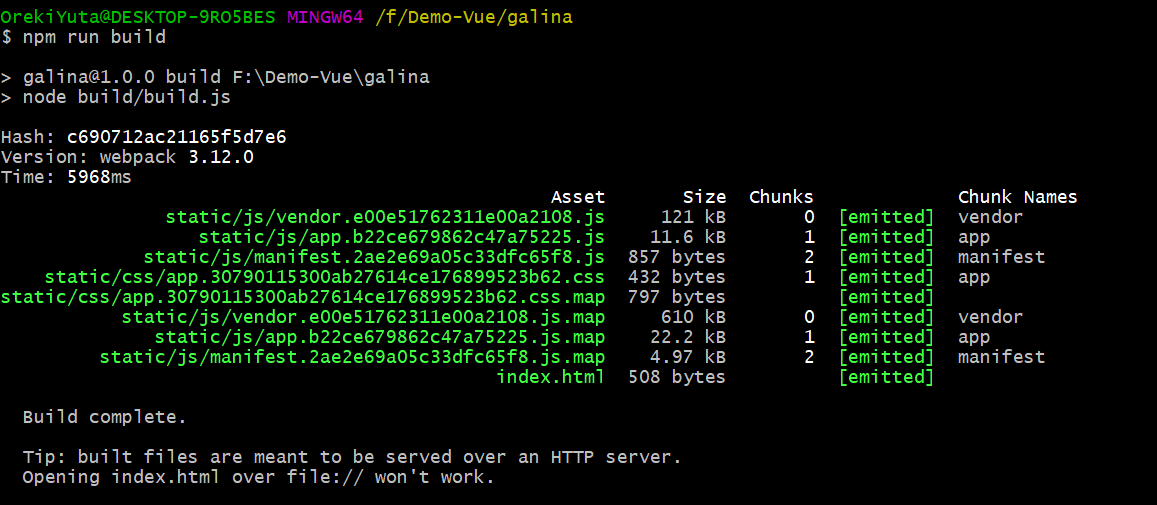 OrekiYuta@DESKTOP-9RO5BES MINGW64 /f/Demo-Vue/galina
$ npm run build
> galina@1.0.0 build F:\Demo-Vue\galina
> node build/build.js
Hash: c690712ac21165f5d7e6
Version: webpack 3.12.0
Time: 5968ms
Asset Size Chunks Chunk Names
static/js/vendor.e00e51762311e00a2108.js 121 kB 0 [emitted] vendor
static/js/app.b22ce679862c47a75225.js 11.6 kB 1 [emitted] app
static/js/manifest.2ae2e69a05c33dfc65f8.js 857 bytes 2 [emitted] manifest
static/css/app.30790115300ab27614ce176899523b62.css 432 bytes 1 [emitted] app
static/css/app.30790115300ab27614ce176899523b62.css.map 797 bytes [emitted]
static/js/vendor.e00e51762311e00a2108.js.map 610 kB 0 [emitted] vendor
static/js/app.b22ce679862c47a75225.js.map 22.2 kB 1 [emitted] app
static/js/manifest.2ae2e69a05c33dfc65f8.js.map 4.97 kB 2 [emitted] manifest
index.html 508 bytes [emitted]
Build complete.
Tip: built files are meant to be served over an HTTP server.
Opening index.html over file:// won't work.